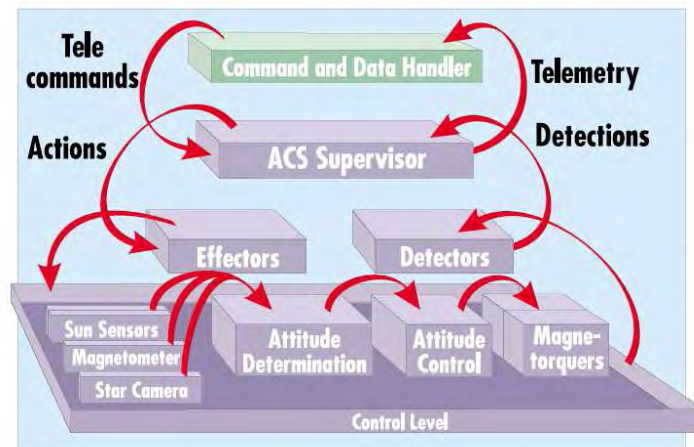 Tele
commands
Command and Data Handler
Telemetry
Actions
ACS Supervisor
Detections
Effectors
Detectors
Sun Sensors
Magnetometer
Star Camera
Attitude
Determination
Attitude
Control
Magne-
torquers
Control Level